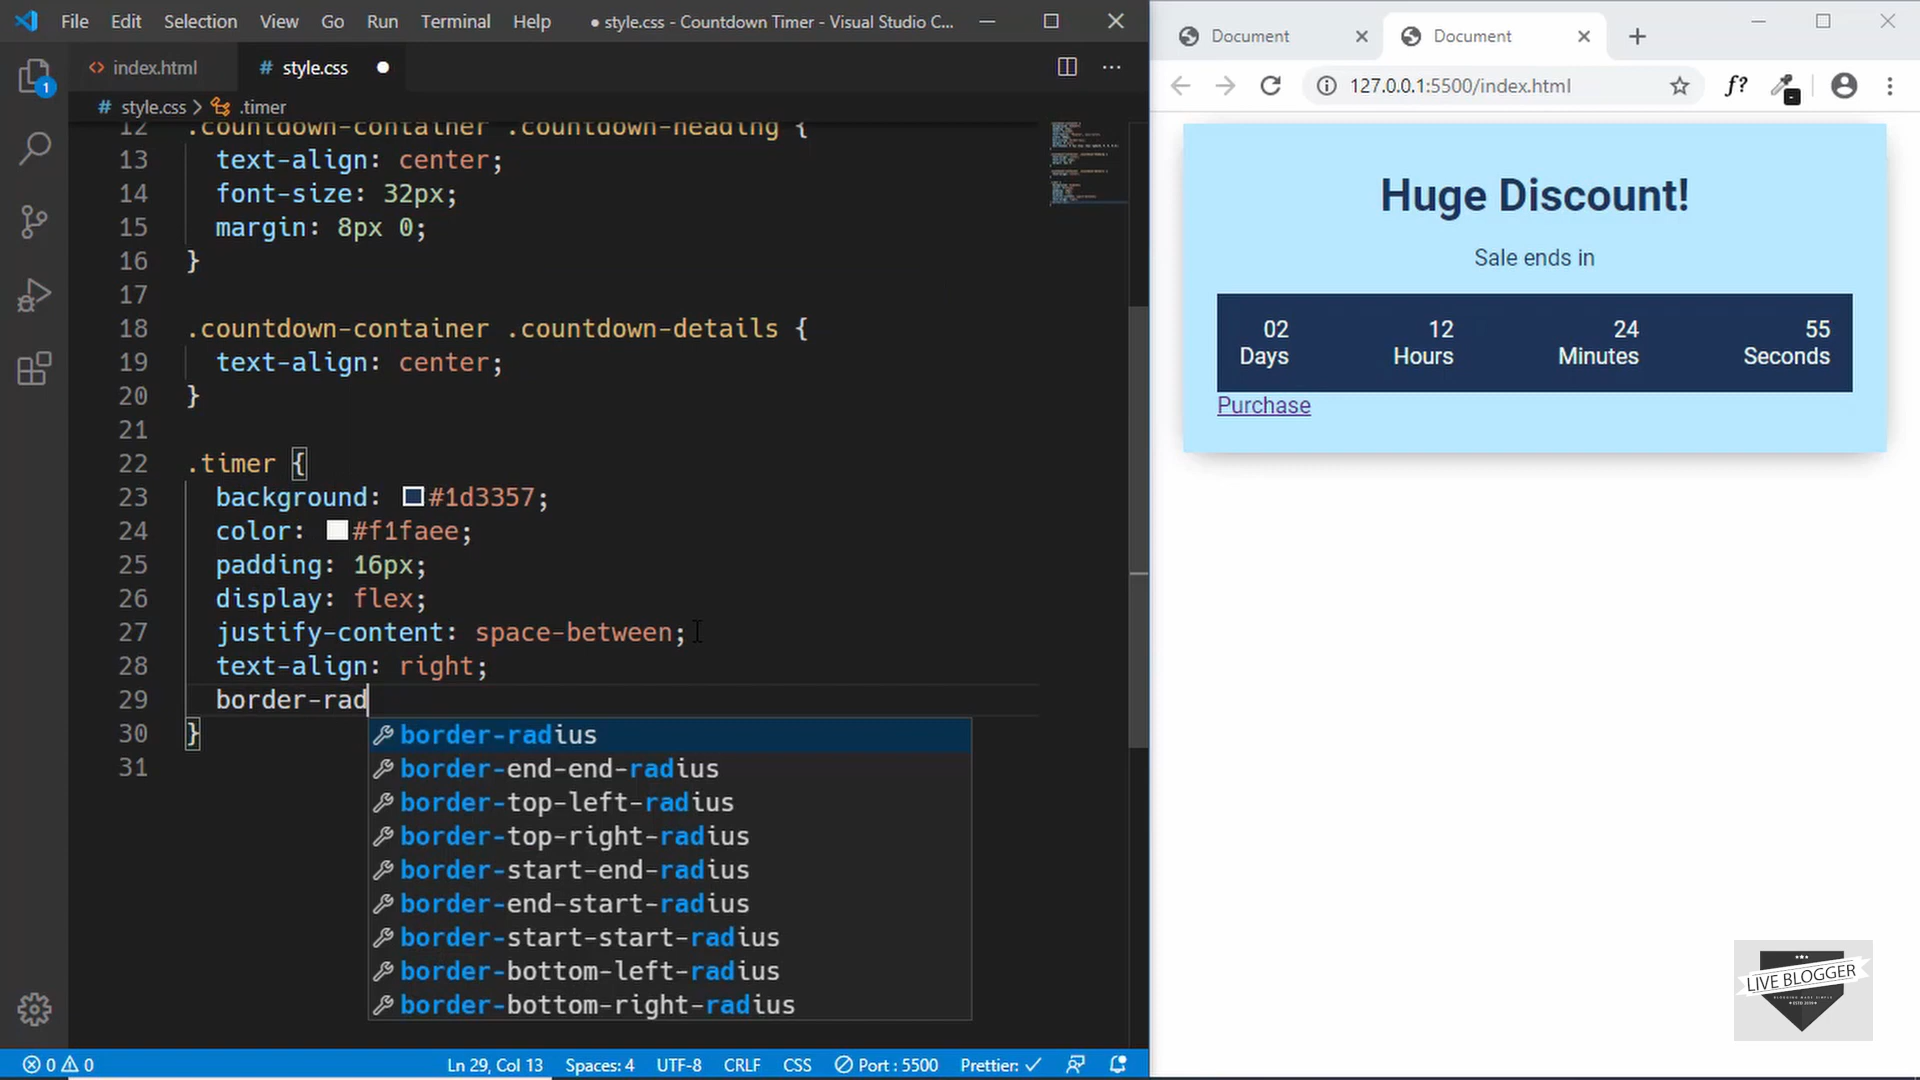 File Edit Selection View Go Run Terminal Help ● style.css - Countdown Timer - Visual Studio C...
1
<> index.html # style.css ●
# style.css > .timer
12 .countdown-container .countdown-heading {
13 text-align: center;
14 font-size: 32px;
15 margin: 8px 0;
16 }
17
18 .countdown-container .countdown-details {
19 text-align: center;
20 }
21
22 .timer {
23 background: #1d3357;
24 color: #f1faee;
25 padding: 16px;
26 display: flex;
27 justify-content: space-between;
28 text-align: right;
29 border-rad
30 }
31
border-radius
border-end-end-radius
border-top-left-radius
border-top-right-radius
border-start-end-radius
border-end-start-radius
border-start-start-radius
border-bottom-left-radius
border-bottom-right-radius
0 0 Ln 29, Col 13 Spaces: 4 UTF-8 CRLF CSS Port : 5500 Prettier: ✓
Document Document
127.0.0.1:5500/index.html f?
Huge Discount!
Sale ends in
02 12 24 55
Days Hours Minutes Seconds
Purchase
LIVE BLOGGER